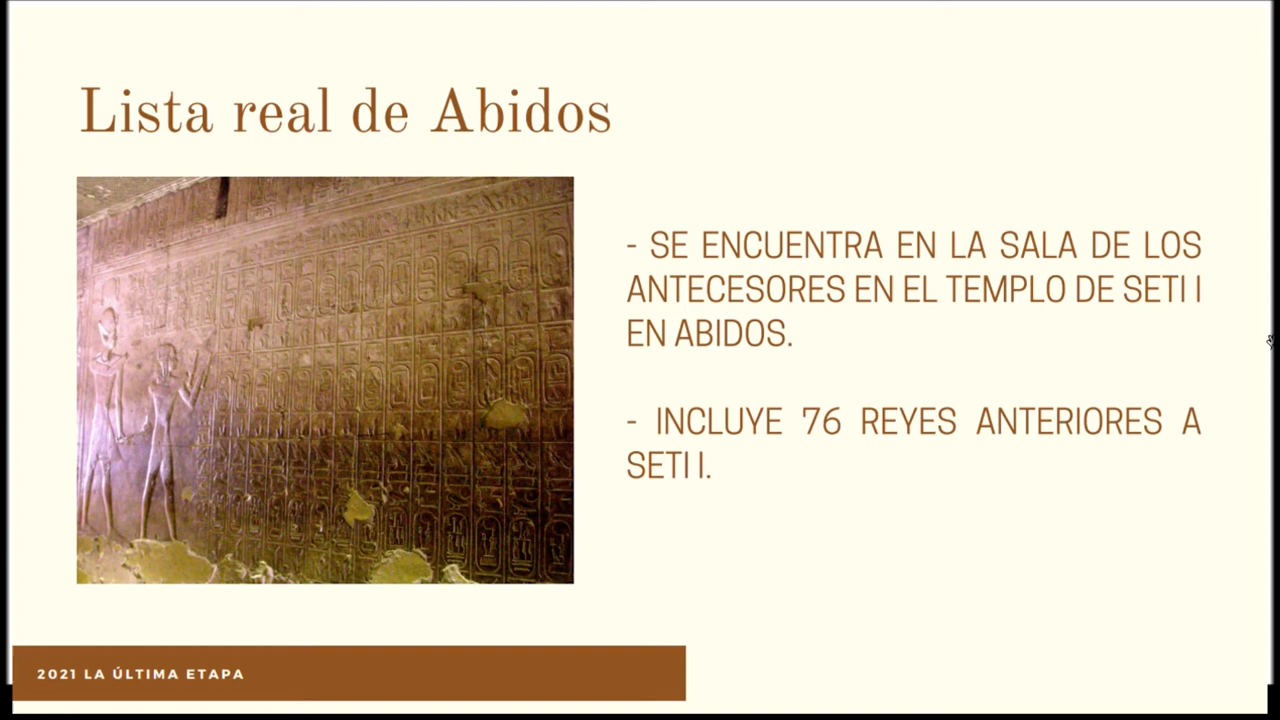 Lista real de Abidos
- SE ENCUENTRA EN LA SALA DE LOS
ANTECESORES EN EL TEMPLO DE SETI I
EN ABIDOS.
- INCLUYE 76 REYES ANTERIORES A
SETI I.
2021 LA ÚLTIMA ETAPA